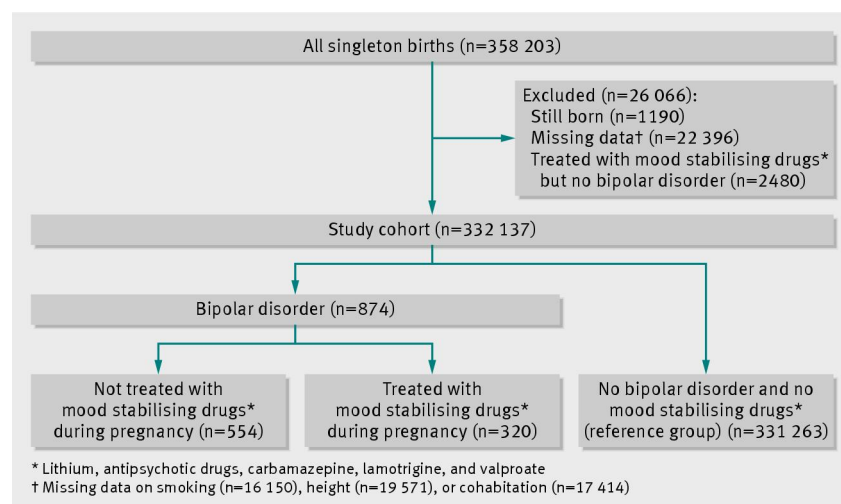 All singleton births (n=358 203)
Excluded (n=26 066):
Still born (n=1190)
Missing data† (n=22 396)
Treated with mood stabilising drugs*
but no bipolar disorder (n=2480)
Study cohort (n=332 137)
Bipolar disorder (n=874)
Not treated with
mood stabilising drugs*
during pregnancy (n=554)
Treated with
mood stabilising drugs*
during pregnancy (n=320)
No bipolar disorder and no
mood stabilising drugs*
(reference group) (n=331 263)
* Lithium, antipsychotic drugs, carbamazepine, lamotrigine, and valproate
† Missing data on smoking (n=16 150), height (n=19 571), or cohabitation (n=17 414)